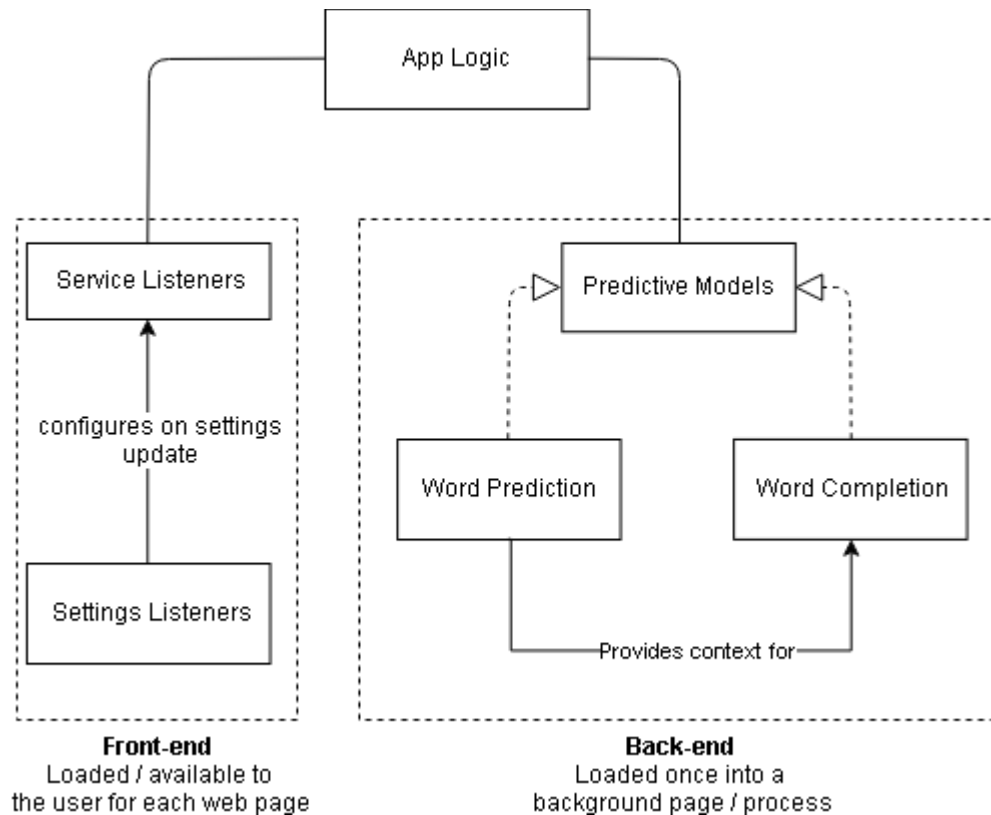 App Logic
Service Listeners
Predictive Models
configures on settings
update
Word Prediction
Word Completion
Settings Listeners
Provides context for
Front-end
Loaded / available to
the user for each web page
Back-end
Loaded once into a
background page / process